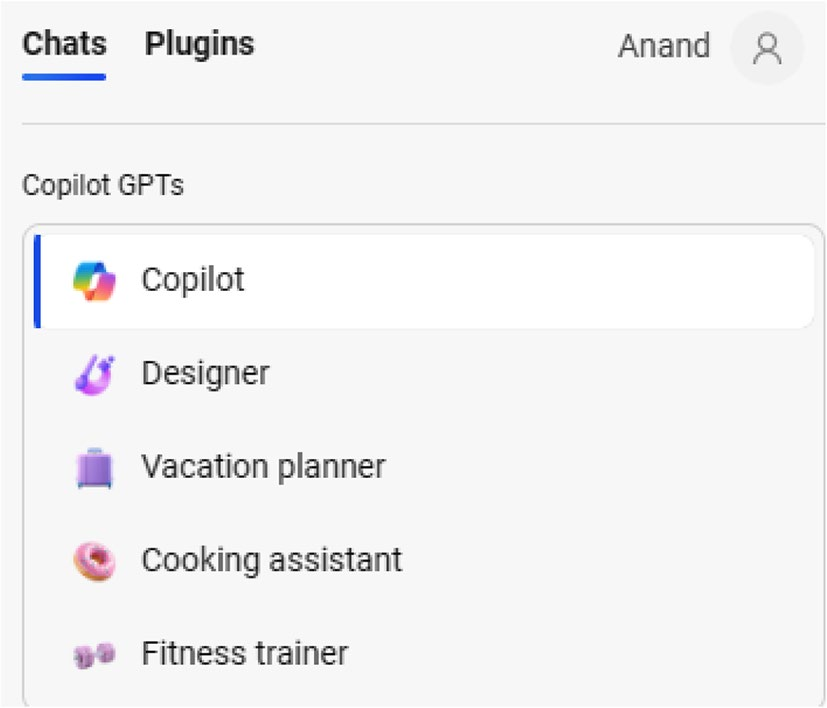 Chats Plugins Anand
Copilot GPTs
Copilot
Designer
Vacation planner
Cooking assistant
Fitness trainer